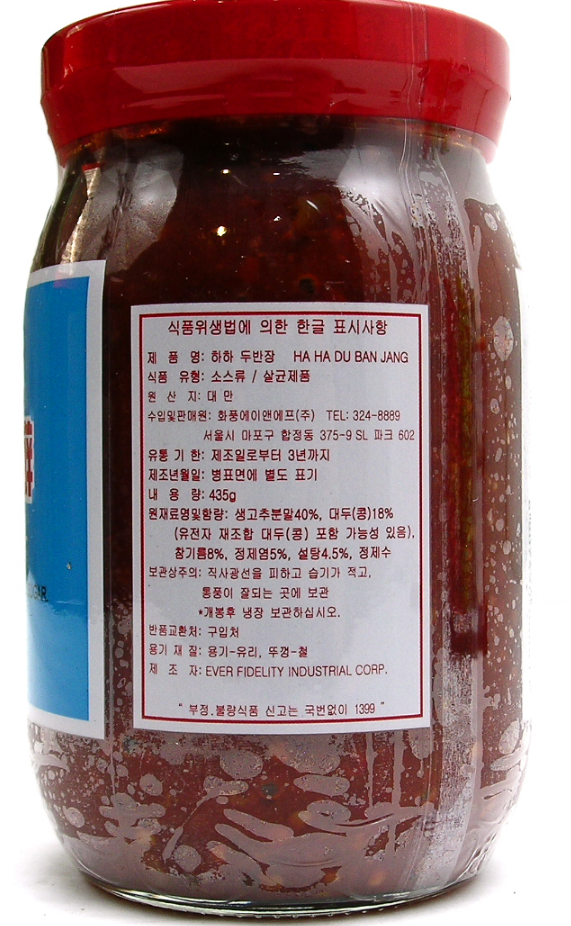 식품위생법에 의한 한글 표시사항
제 품 명: 하하 두반장 HA HA DU BAN JANG
식품 유형: 소스류 / 살균제품
원 산 지: 대 만
수입및판매원: 화풍에이앤에프(주) TEL: 324-8889
서울시 마포구 합정동 375-9 SL 파크 602
유통 기 한: 제조일로부터 3년까지
제조년월일: 병표면에 별도 표기
내 용 량: 435g
원재료명및함량: 생고추분말40%, 대두(콩)18%
(유전자 재조합 대두(콩) 포함 가능성 있음),
참기름8%, 정제염5%, 설탕4.5%, 정제수
보관상주의: 직사광선을 피하고 습기가 적고,
통풍이 잘되는 곳에 보관
*개봉후 냉장 보관하십시오.
반품교환처: 구입처
용기 재질: 용기-유리, 뚜껑-철
제 조 자: EVER FIDELITY INDUSTRIAL CORP.
" 부정.불량식품 신고는 국번없이 1399 "